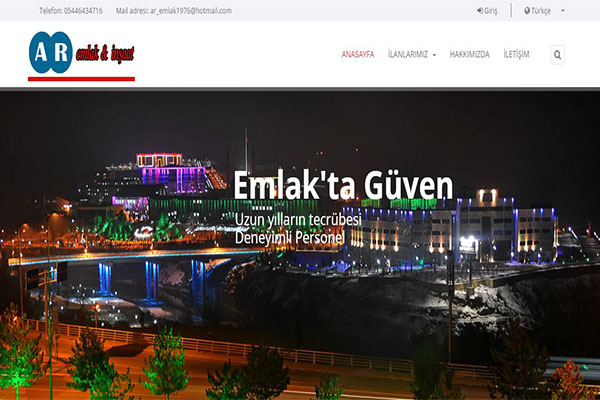 Telefon: 05446434716 Mail adresi: ar_emlak1976@hotmail.com Giriş Türkçe
A R emlak & inşaat
ANASAYFA İLANLARIMIZ HAKKIMIZDA İLETİŞİM
Emlak'ta Güven
Uzun yılların tecrübesi
Deneyimli Personel